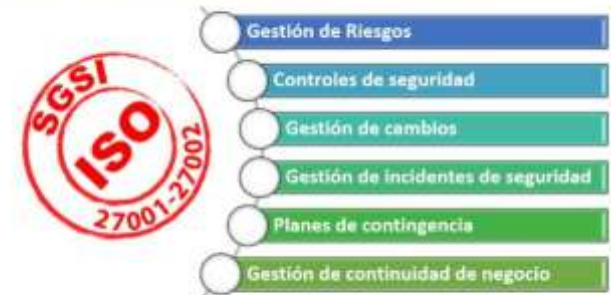 SGSI
ISO
27001-27002
Gestión de Riesgos
Controles de seguridad
Gestión de cambios
Gestión de incidentes de seguridad
Planes de contingencia
Gestión de continuidad de negocio